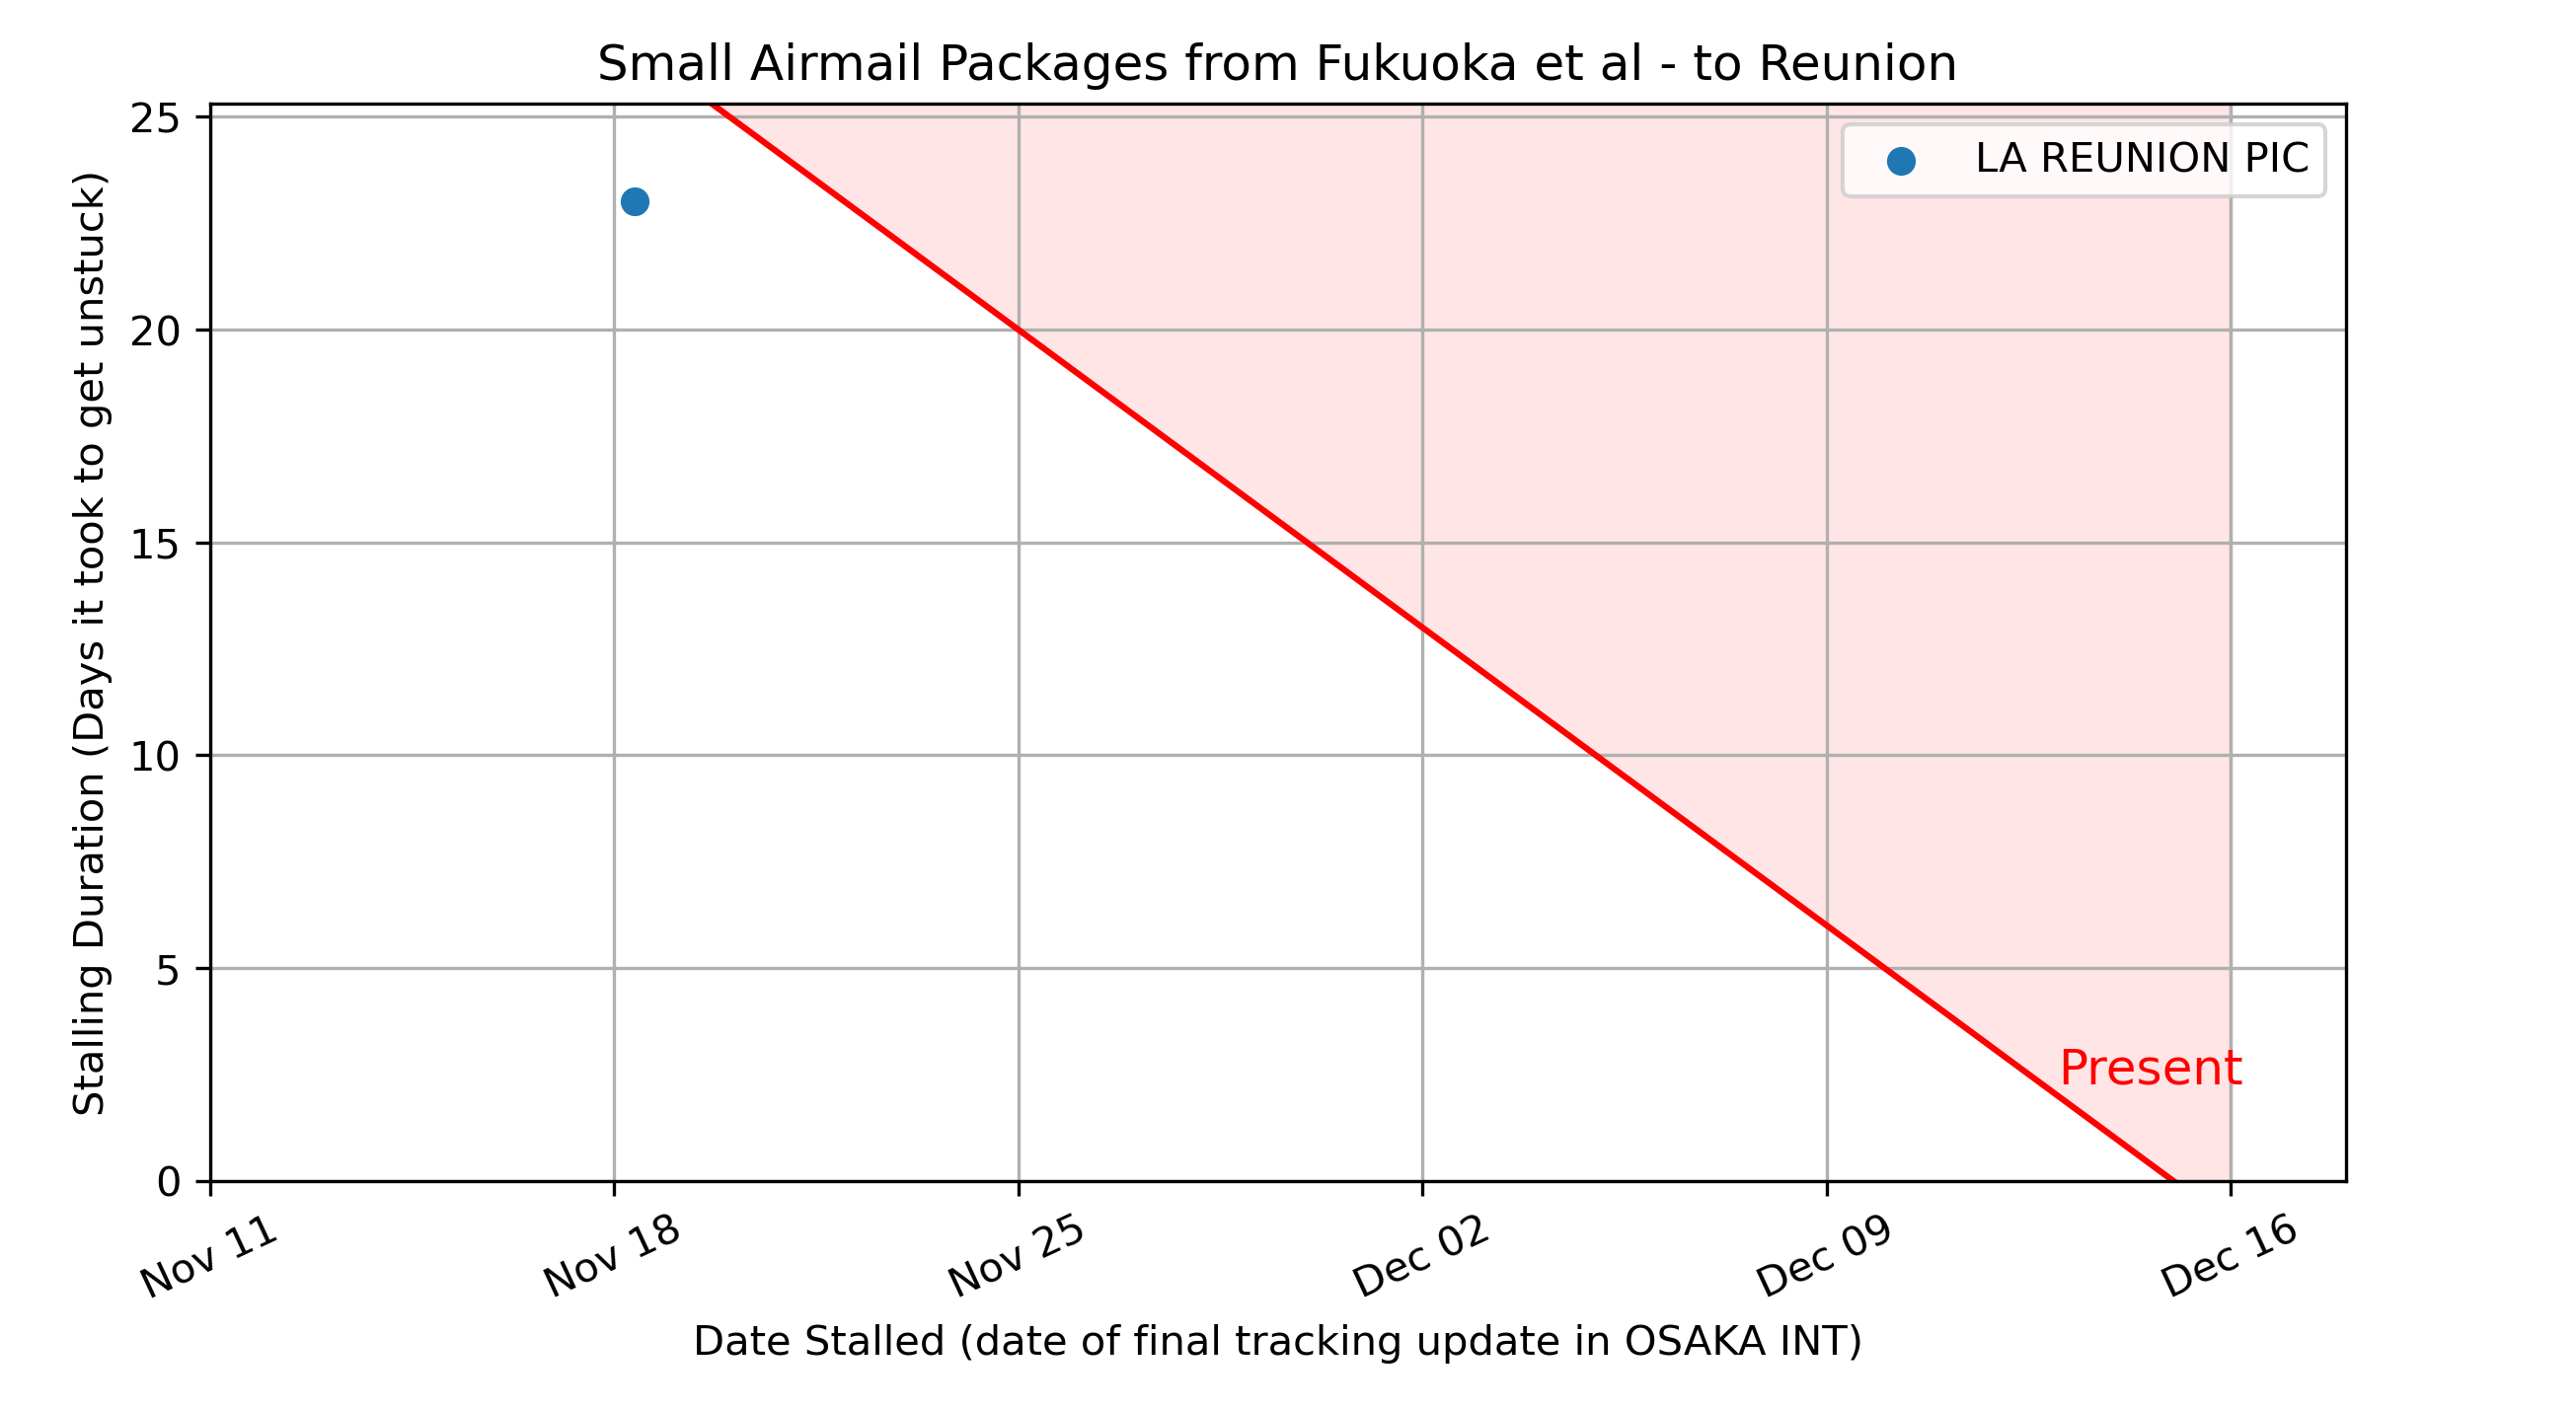 Small Airmail Packages from Fukuoka et al - to Reunion
LA REUNION PIC
Stalling Duration (Days it took to get unstuck)
25
20
15
10
5
0
Present
Nov 11
Nov 18
Nov 25
Dec 02
Dec 09
Dec 16
Date Stalled (date of final tracking update in OSAKA INT)